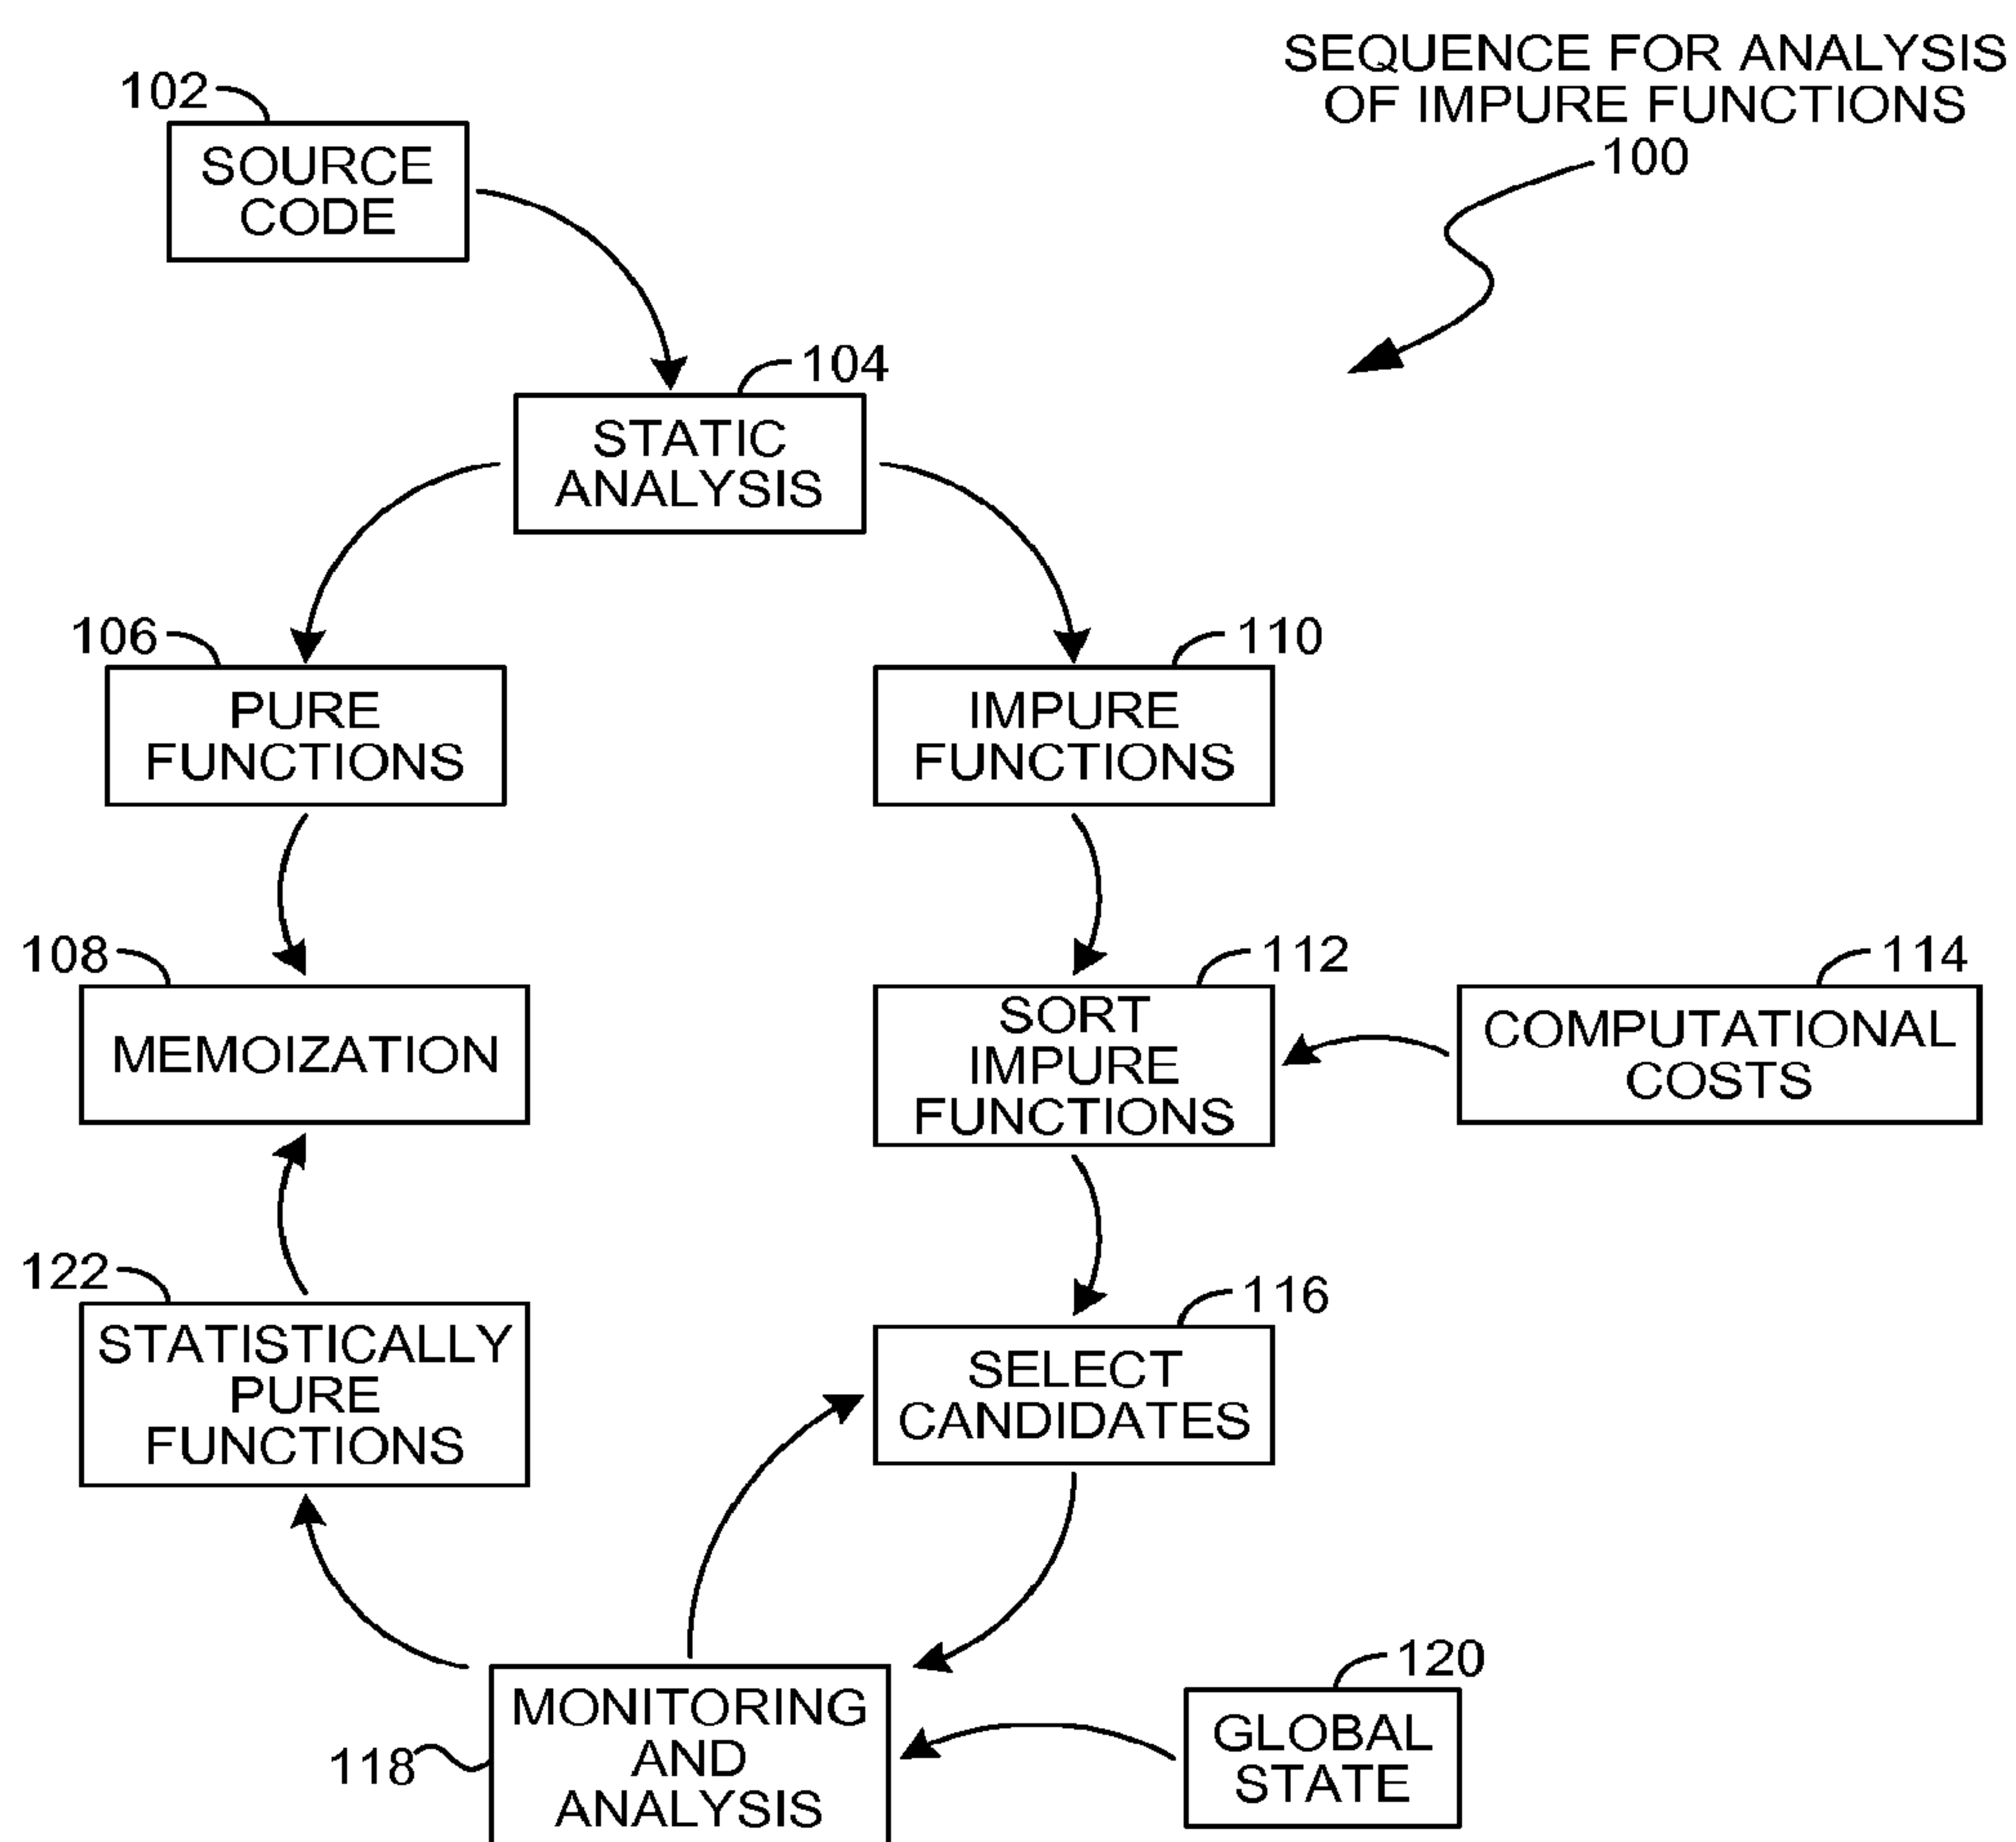 SEQUENCE FOR ANALYSIS
OF IMPURE FUNCTIONS
100
102
SOURCE
CODE
104
STATIC
ANALYSIS
106
PURE
FUNCTIONS
110
IMPURE
FUNCTIONS
108
MEMOIZATION
112
SORT
IMPURE
FUNCTIONS
114
COMPUTATIONAL
COSTS
122
STATISTICALLY
PURE
FUNCTIONS
116
SELECT
CANDIDATES
118
MONITORING
AND
ANALYSIS
120
GLOBAL
STATE